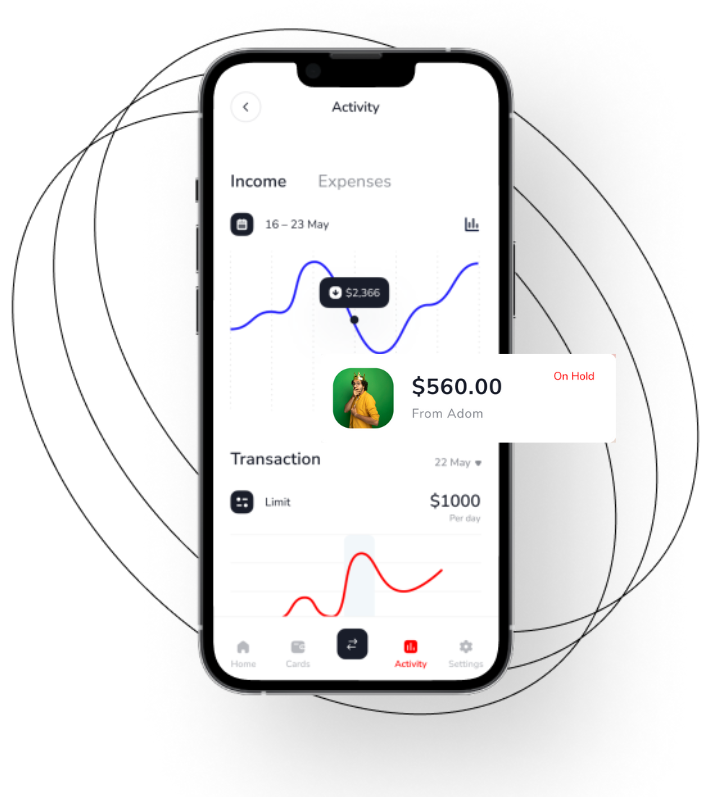 Activity
Income Expenses
16 – 23 May
$2,366
$560.00
On Hold
From Adom
Transaction
22 May
Limit
$1000
Per day
Home Cards Activity Settings